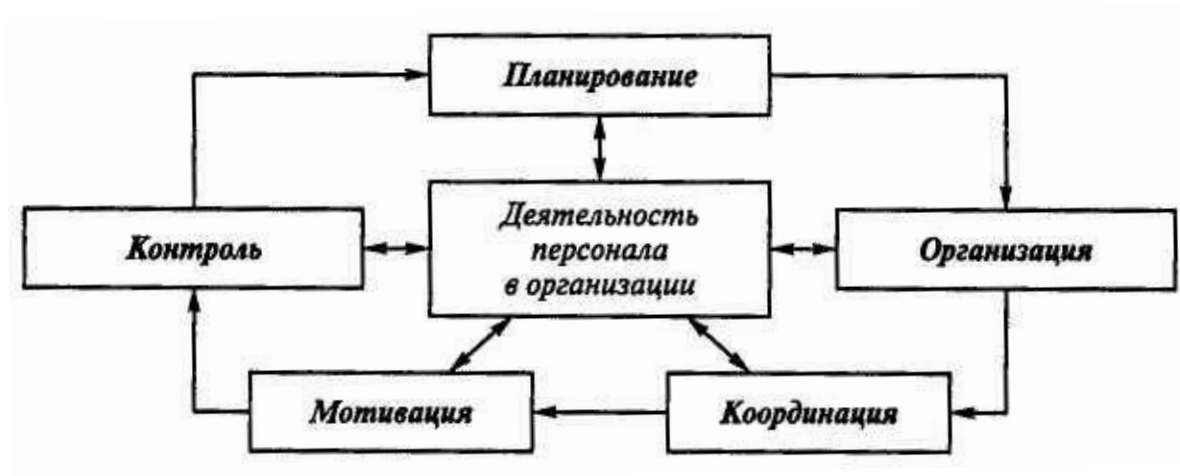 Планирование
Деятельность
персонала
в организации
Контроль
Организация
Мотивация
Координация